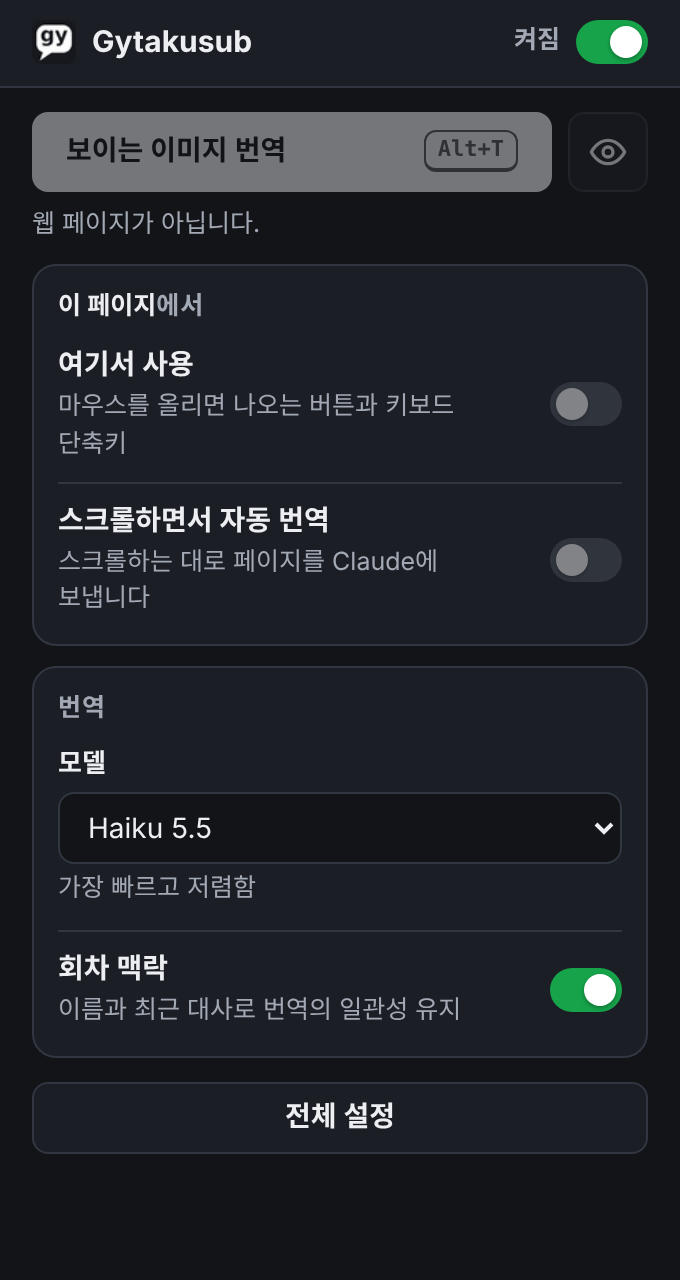 gy
Gytakusub
켜짐
보이는 이미지 번역
Alt+T
웹 페이지가 아닙니다.
이 페이지에서
여기서 사용
마우스를 올리면 나오는 버튼과 키보드
단축키
스크롤하면서 자동 번역
스크롤하는 대로 페이지를 Claude에
보냅니다
번역
모델
Haiku 5.5
가장 빠르고 저렴함
회차 맥락
이름과 최근 대사로 번역의 일관성 유지
전체 설정